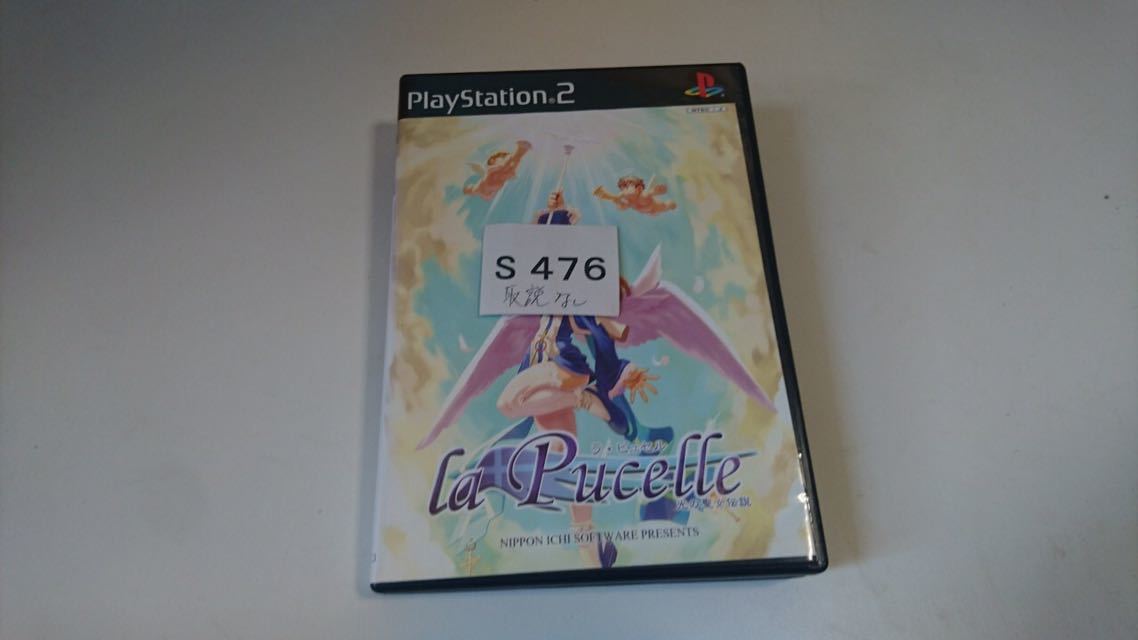 PlayStation®2
NTSC J
S 476
取説なし
ラ・ピュセル
la Pucelle
光の聖女伝説
NIPPON ICHI SOFTWARE PRESENTS